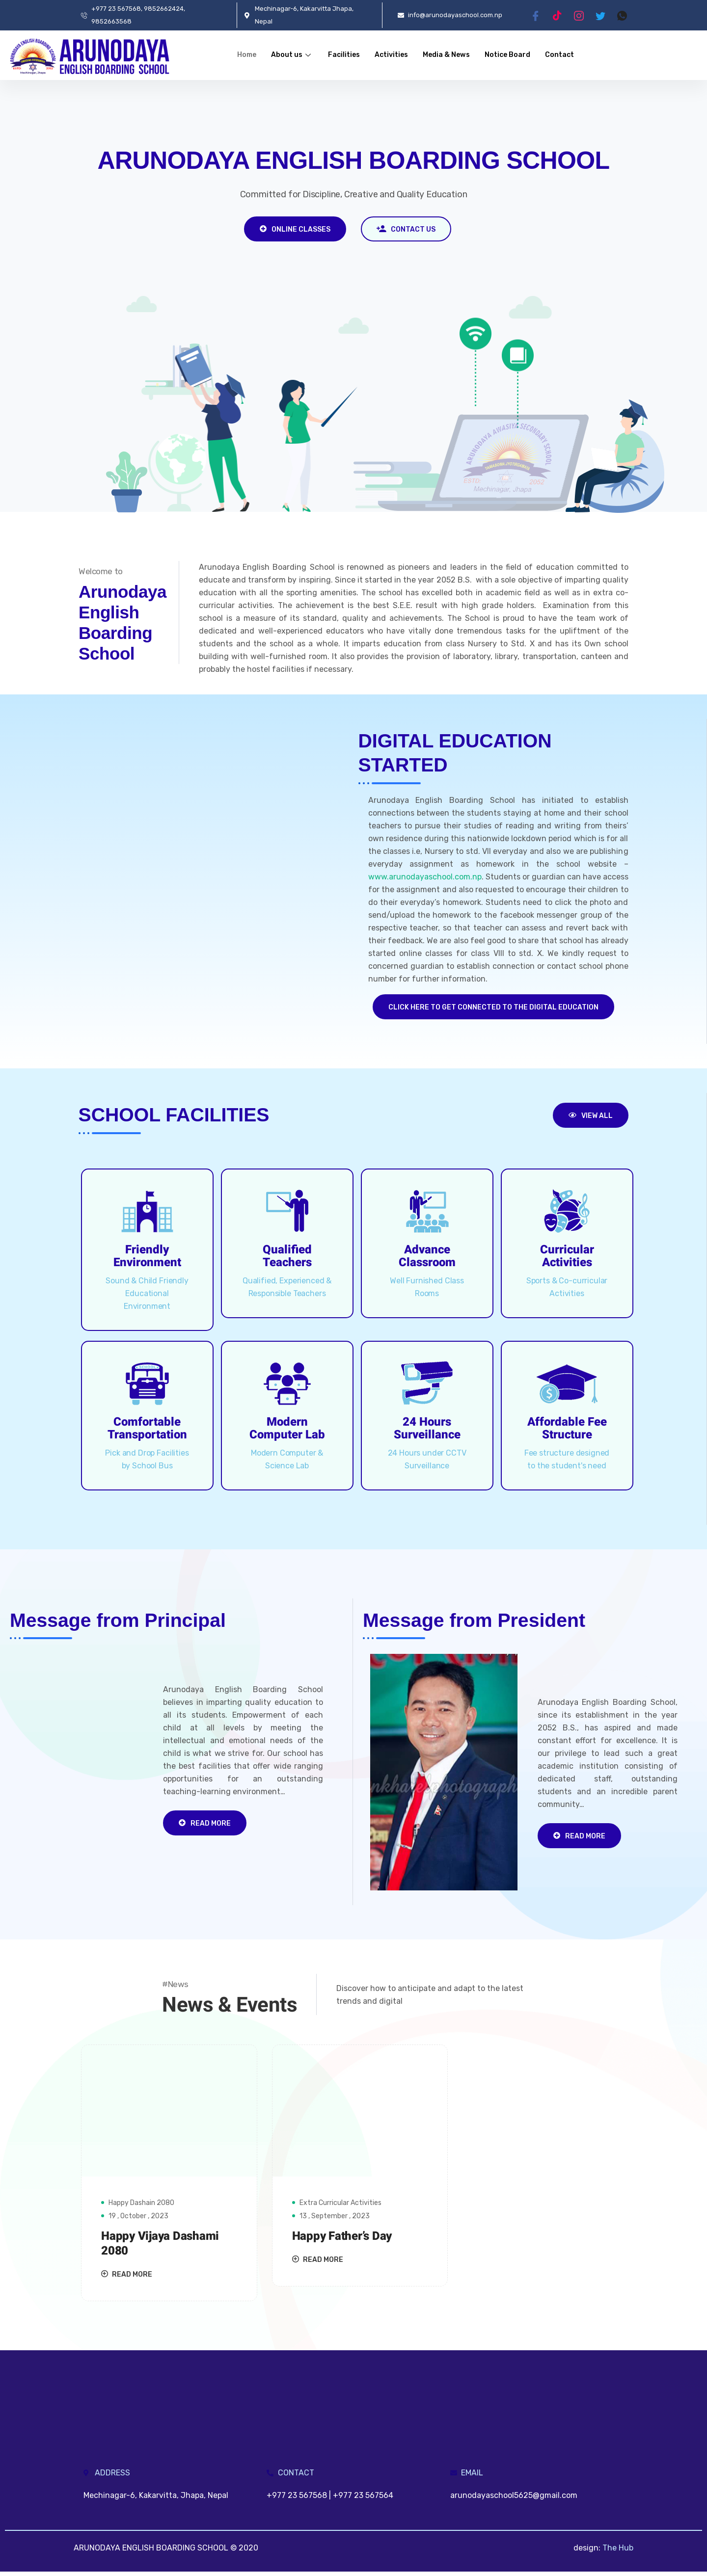 +977 23 567568, 9852662424,
9852663568
Mechinagar-6, Kakarvitta Jhapa,
Nepal
info@arunodayaschool.com.np
ARUNODAYA
ENGLISH BOARDING SCHOOL
Home
About us
Facilities
Activities
Media & News
Notice Board
Contact
ARUNODAYA ENGLISH BOARDING SCHOOL
Committed for Discipline, Creative and Quality Education
ONLINE CLASSES
CONTACT US
ARUNODAYA AWASIYA SECONDARY SCHOOL
Mechinagar, Jhapa
Welcome to
Arunodaya
English
Boarding
School
Arunodaya English Boarding School is renowned as pioneers and leaders in the field of education committed to
educate and transform by inspiring. Since it started in the year 2052 B.S. with a sole objective of imparting quality
education with all the sporting amenities. The school has excelled both in academic field as well as in extra co-
curricular activities. The achievement is the best S.E.E. result with high grade holders. Examination from this
school is a measure of its standard, quality and achievements. The School is proud to have the team work of
dedicated and well-experienced educators who have vitally done tremendous tasks for the upliftment of the
students and the school as a whole. It imparts education from class Nursery to Std. X and has its Own school
building with well-furnished room. It also provides the provision of laboratory, library, transportation, canteen and
probably the hostel facilities if necessary.
DIGITAL EDUCATION
STARTED
Arunodaya English Boarding School has initiated to establish
connections between the students staying at home and their school
teachers to pursue their studies of reading and writing from theirs'
own residence during this nationwide lockdown period which is for all
the classes i.e, Nursery to std. VII everyday and also we are publishing
everyday assignment as homework in the school website –
www.arunodayaschool.com.np. Students or guardian can have access
for the assignment and also requested to encourage their children to
do their everyday's homework. Students need to click the photo and
send/upload the homework to the facebook messenger group of the
respective teacher, so that teacher can assess and revert back with
their feedback. We are also feel good to share that school has already
started online classes for class VIII to std. X. We kindly request to
concerned guardian to establish connection or contact school phone
number for further information.
CLICK HERE TO GET CONNECTED TO THE DIGITAL EDUCATION
SCHOOL FACILITIES
VIEW ALL
Friendly
Environment
Sound & Child Friendly
Educational
Environment
Qualified
Teachers
Qualified, Experienced &
Responsible Teachers
Advance
Classroom
Well Furnished Class
Rooms
Curricular
Activities
Sports & Co-curricular
Activities
Comfortable
Transportation
Pick and Drop Facilities
by School Bus
Modern
Computer Lab
Modern Computer &
Science Lab
24 Hours
Surveillance
24 Hours under CCTV
Surveillance
Affordable Fee
Structure
Fee structure designed
to the student's need
Message from Principal
Arunodaya English Boarding School
believes in imparting quality education to
all its students. Empowerment of each
child at all levels by meeting the
intellectual and emotional needs of the
child is what we strive for. Our school has
the best facilities that offer wide ranging
opportunities for an outstanding
teaching-learning environment...
READ MORE
Message from President
Arunodaya English Boarding School,
since its establishment in the year
2052 B.S., has aspired and made
constant effort for excellence. It is
our privilege to lead such a great
academic institution consisting of
dedicated staff, outstanding
students and an incredible parent
community...
READ MORE
#News
News & Events
Discover how to anticipate and adapt to the latest
trends and digital
Happy Dashain 2080
19 , October , 2023
Happy Vijaya Dashami
2080
READ MORE
Extra Curricular Activities
13 , September , 2023
Happy Father's Day
READ MORE
ADDRESS
Mechinagar-6, Kakarvitta, Jhapa, Nepal
CONTACT
+977 23 567568 | +977 23 567564
EMAIL
arunodayaschool5625@gmail.com
ARUNODAYA ENGLISH BOARDING SCHOOL © 2020
design: The Hub